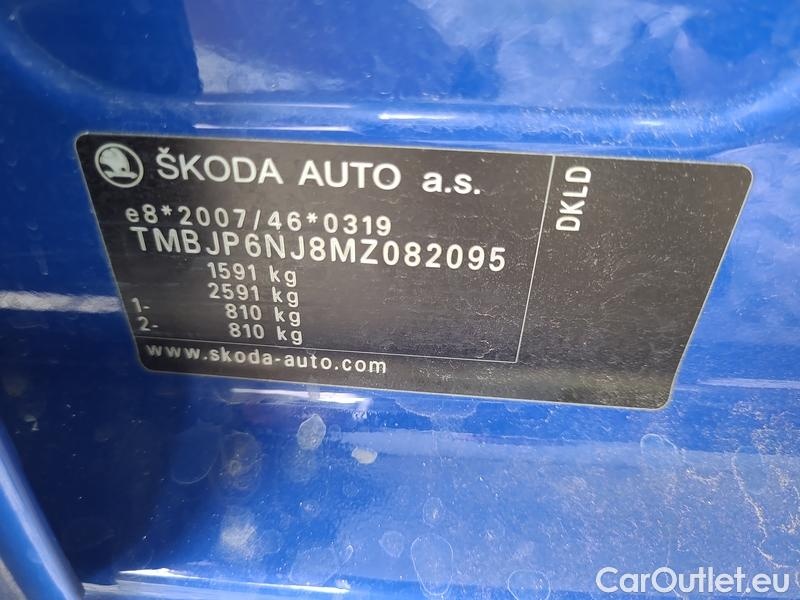 ŠKODA AUTO a.s.
e8*2007/46*0319
TMBJP6NJ8MZ082095
1591 kg
2591 kg
1- 810 kg
2- 810 kg
www.skoda-auto.com
DKLD
CarOutlet.eu